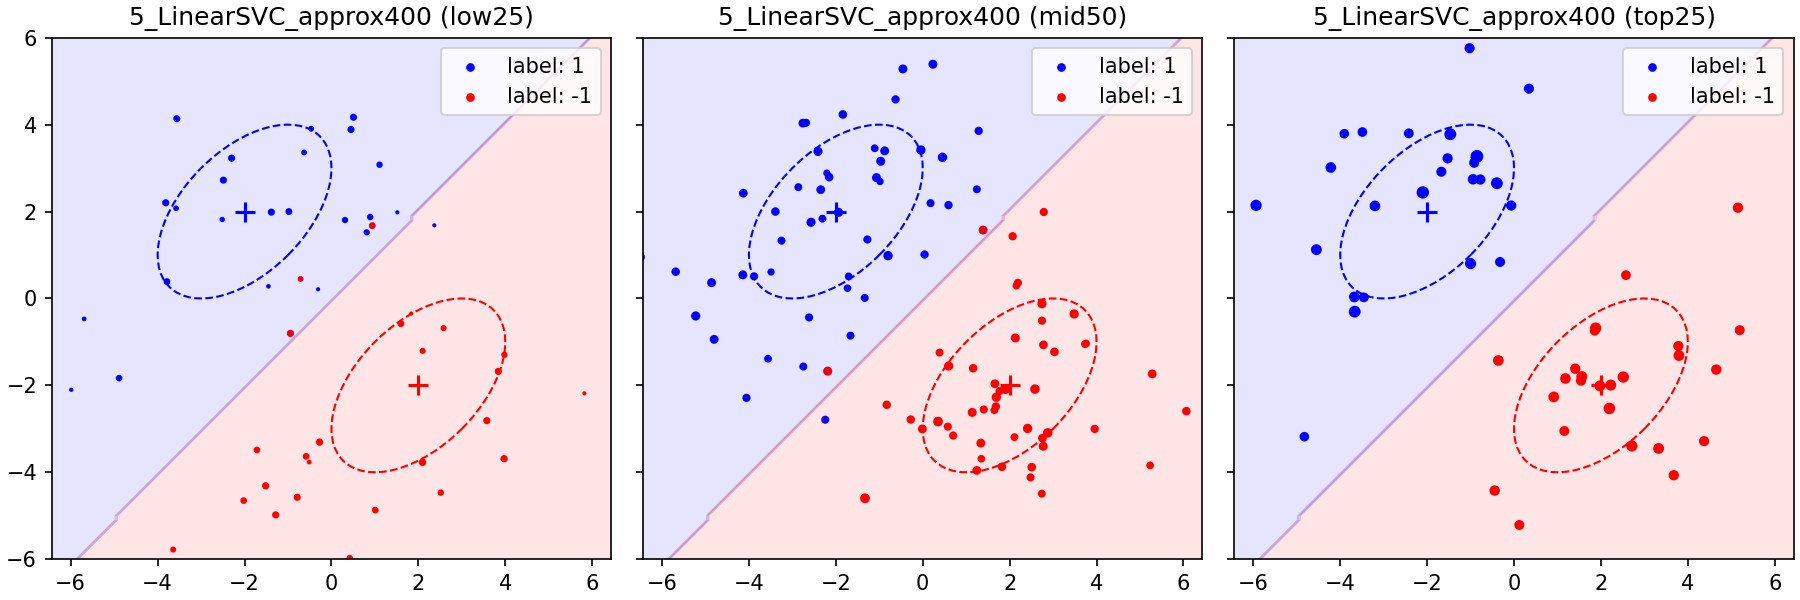 5_LinearSVC_approx400 (low25)
5_LinearSVC_approx400 (mid50)
5_LinearSVC_approx400 (top25)
label: 1
label: -1
label: 1
label: -1
label: 1
label: -1
6
4
2
0
−2
−4
−6
−6 −4 −2 0 2 4 6
−6 −4 −2 0 2 4 6
−6 −4 −2 0 2 4 6